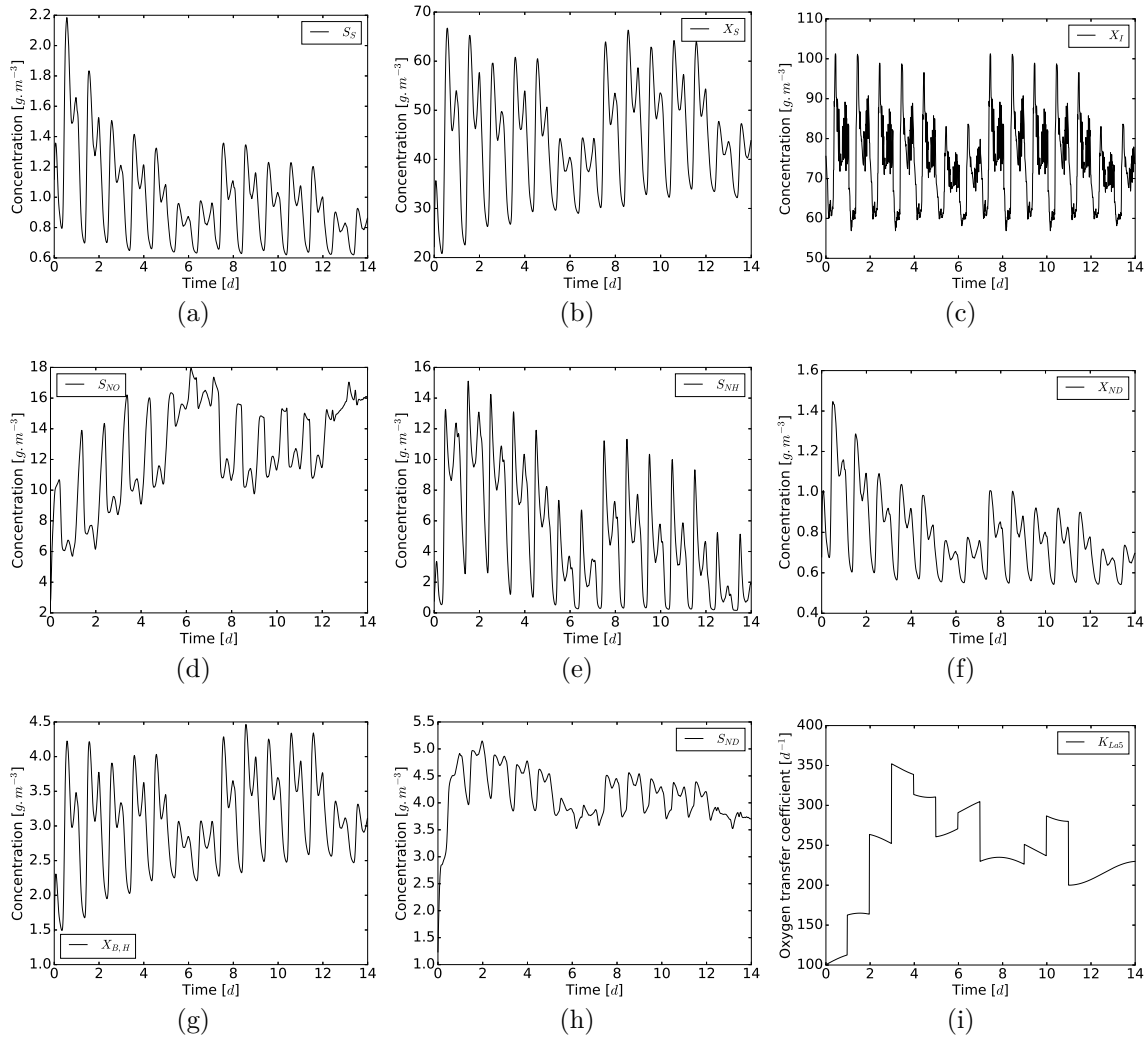 2.2
2.0
1.8
1.6
1.4
1.2
1.0
0.8
0.6
Concentration [g.m⁻³]
S_S
0 2 4 6 8 10 12 14
Time [d]
(a)
70
60
50
40
30
20
Concentration [g.m⁻³]
X_S
0 2 4 6 8 10 12 14
Time [d]
(b)
110
100
90
80
70
60
50
Concentration [g.m⁻³]
X_I
0 2 4 6 8 10 12 14
Time [d]
(c)
18
16
14
12
10
8
6
4
2
Concentration [g.m⁻³]
S_NO
0 2 4 6 8 10 12 14
Time [d]
(d)
16
14
12
10
8
6
4
2
0
Concentration [g.m⁻³]
S_NH
0 2 4 6 8 10 12 14
Time [d]
(e)
1.6
1.4
1.2
1.0
0.8
0.6
0.4
Concentration [g.m⁻³]
X_ND
0 2 4 6 8 10 12 14
Time [d]
(f)
4.5
4.0
3.5
3.0
2.5
2.0
1.5
1.0
Concentration [g.m⁻³]
X_B,H
0 2 4 6 8 10 12 14
Time [d]
(g)
5.5
5.0
4.5
4.0
3.5
3.0
2.5
2.0
1.5
1.0
Concentration [g.m⁻³]
S_ND
0 2 4 6 8 10 12 14
Time [d]
(h)
400
350
300
250
200
150
100
Oxygen transfer coefficient [d⁻¹]
K_La5
0 2 4 6 8 10 12 14
Time [d]
(i)